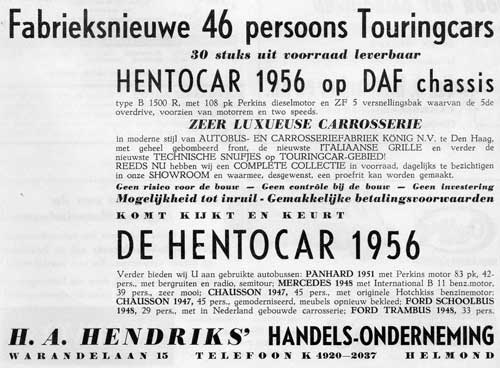 Fabrieksnieuwe 46 persoons Touringcars
30 stuks uit voorraad leverbaar
HENTOCAR 1956 op DAF chassis
type B 1500 R, met 108 pk Perkins dieselmotor en ZF 5 versnellingsbak waarvan de 5de
overdrive, voorzien van motorrem en two speeds.
ZEER LUXUEUSE CARROSSERIE
in moderne stijl van AUTOBUS- EN CARROSSERIEFABRIEK KÖNIG N.V. te Den Haag,
met geheel gebombeerd front, de nieuwste ITALIAANSE GRILLE en verder de
nieuwste TECHNISCHE SNUFJES op TOURINGCAR-GEBIED!
REEDS NU hebben wij een COMPLETE COLLECTIE in voorraad, dagelijks te bezichtigen
in onze SHOWROOM en waarmee, desgewenst, een proefrit kan worden gemaakt.
Geen risico voor de bouw — Geen contrôle bij de bouw — Geen investering
Mogelijkheid tot inruil - Gemakkelijke betalingsvoorwaarden
KOMT KIJKT EN KEURT
DE HENTOCAR 1956
Verder bieden wij U aan gebruikte autobussen: PANHARD 1951 met Perkins motor 83 pk, 42-
pers., met bergruiten en radio, semitour; MERCEDES 1948 met International B 11 benz.motor,
39 pers., zeer mooi; CHAUSSON 1947, 45 pers., met originele Hotchkiss benzinemotor;
CHAUSSON 1947, 45 pers., gemoderniseerd, meubels opnieuw bekleed; FORD SCHOOLBUS
1948, 29 pers., met in Nederland gebouwde carrosserie; FORD TRAMBUS 1948, 33 pers.
H. A. HENDRIKS' HANDELS-ONDERNEMING
WARANDELAAN 15 TELEFOON K 4920—2037 HELMOND